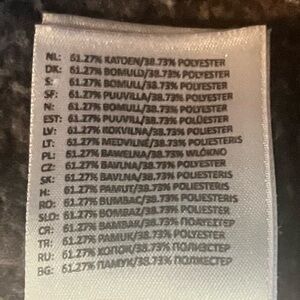 NL: 61.27% KATOEN/38.73% POLYESTER
DK: 61.27% BOMULD/38.73% POLYESTER
S: 61.27% BOMULL/38.73% POLYESTER
SF: 61.27% PUUVILLA/38.73% POLYESTER
N: 61.27% BOMULL/38.73% POLYESTER
EST: 61.27% PUUVILL/38.73% POLÜESTER
LV: 61.27% KOKVILNA/38.73% POLIESTERIS
LT: 61.27% MEDVILNĖ/38.73% POLIESTERIS
PL: 61.27% BAWEŁNA/38.73% WŁÓKNO
CZ: 61.27% BAVLNA/38.73% POLYESTER
SK: 61.27% BAVLNA/38.73% POLYESTER
H: 61.27% PAMUT/38.73% POLIESTERIS
RO: 61.27% BUMBAC/38.73% POLIESTER
SLO: 61.27% BOMBAŽ/38.73% POLIESTER
CR: 61.27% BAMBAK/38.73%
TR: 61.27% PAMUK/38.73% POLYESTER
RU: 61.27% ХЛОПОК/38.73% ПОЛИЭСТЕР
BG: 61.27% ПАМУК/38.73% ПОЛИЕСТЕР